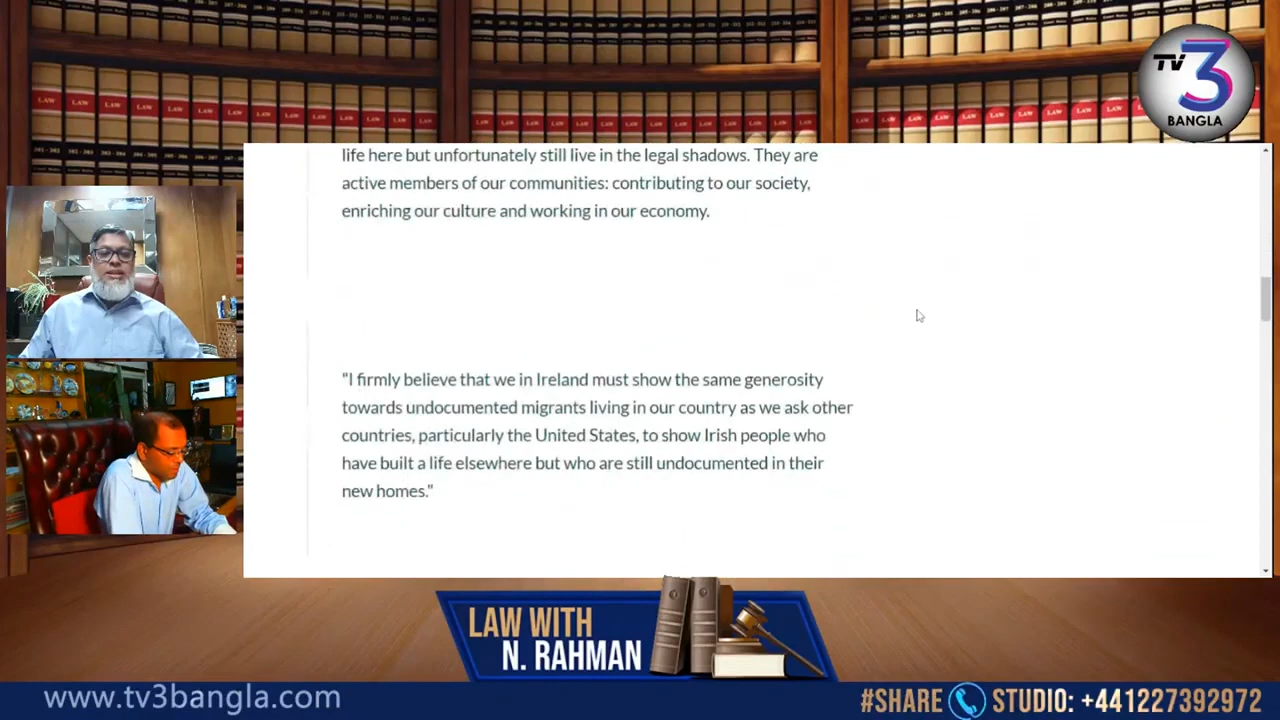 TV3
BANGLA
life here but unfortunately still live in the legal shadows. They are
active members of our communities: contributing to our society,
enriching our culture and working in our economy.
"I firmly believe that we in Ireland must show the same generosity
towards undocumented migrants living in our country as we ask other
countries, particularly the United States, to show Irish people who
have built a life elsewhere but who are still undocumented in their
new homes."
LAW WITH
N. RAHMAN
www.tv3bangla.com
#SHARE STUDIO: +441227392972